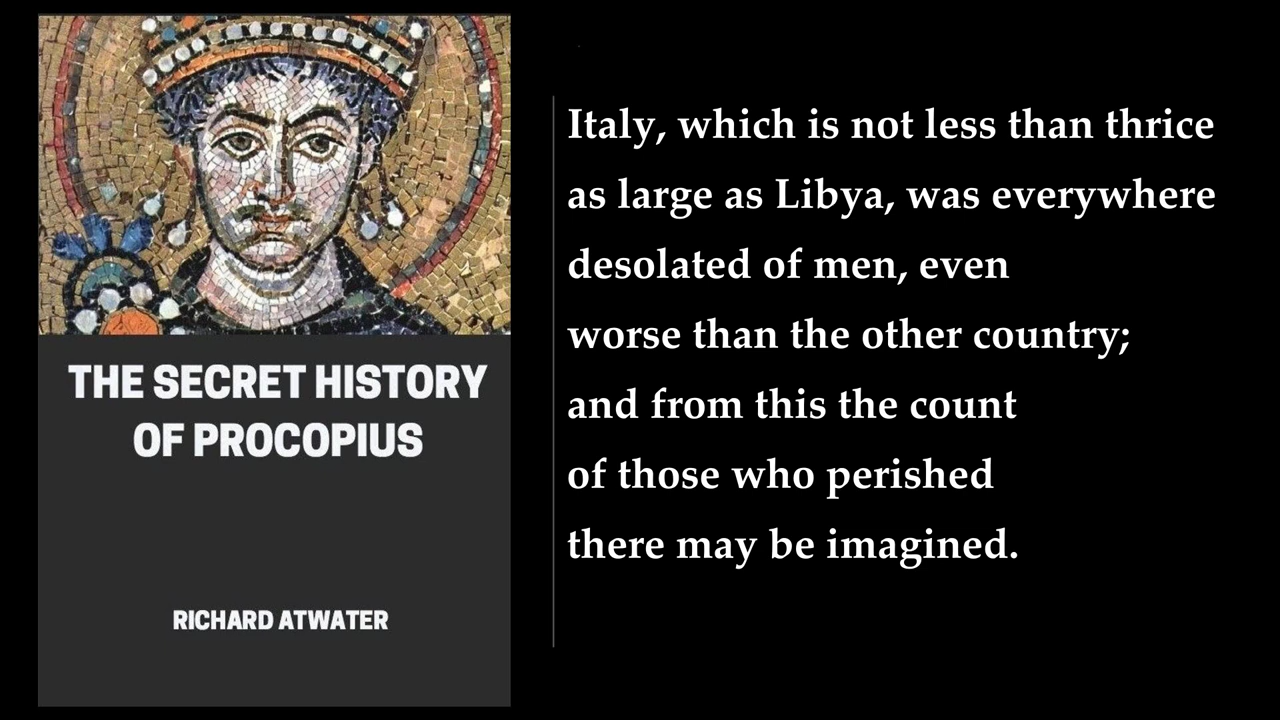 THE SECRET HISTORY
OF PROCOPIUS
RICHARD ATWATER
Italy, which is not less than thrice
as large as Libya, was everywhere
desolated of men, even
worse than the other country;
and from this the count
of those who perished
there may be imagined.